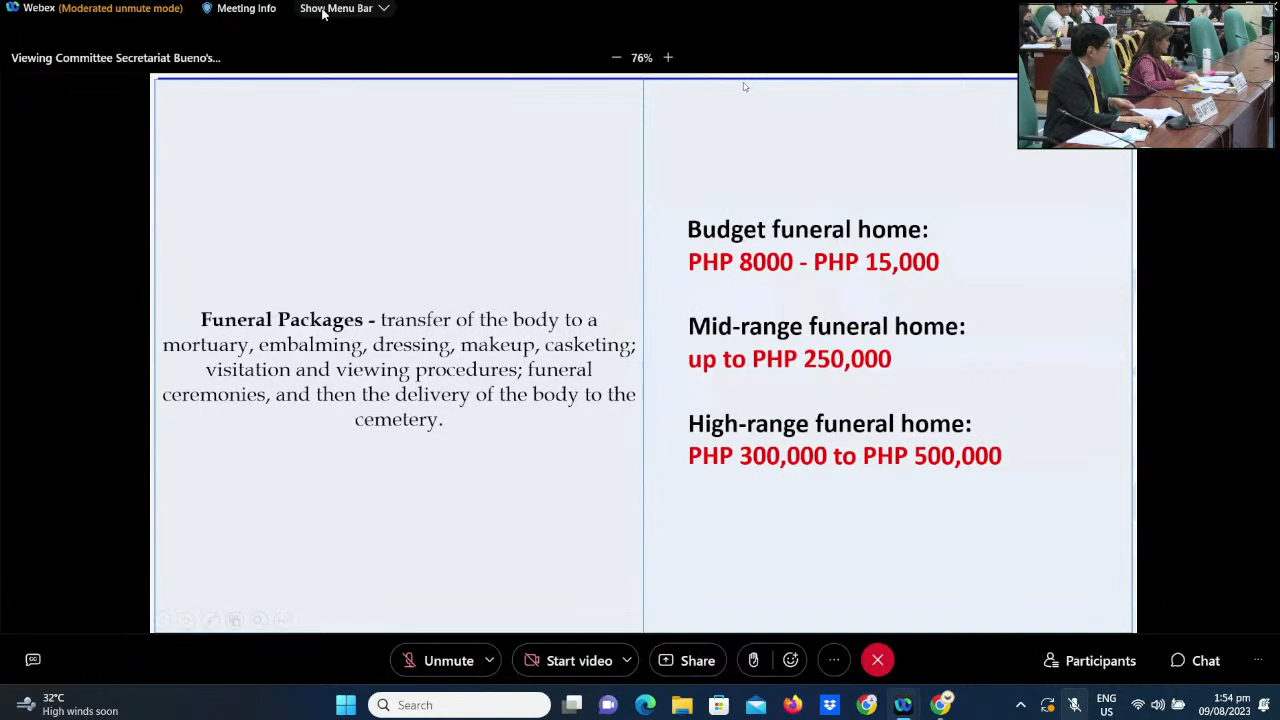 Webex (Moderated unmute mode) Meeting Info Show Menu Bar
Viewing Committee Secretariat Bueno's... 76%
Funeral Packages - transfer of the body to a
mortuary, embalming, dressing, makeup, casketing;
visitation and viewing procedures; funeral
ceremonies, and then the delivery of the body to the
cemetery.
Budget funeral home:
PHP 8000 - PHP 15,000
Mid-range funeral home:
up to PHP 250,000
High-range funeral home:
PHP 300,000 to PHP 500,000
Unmute Start video Share Participants Chat
32°C
High winds soon
Search
ENG
US
1:54 pm
09/08/2023